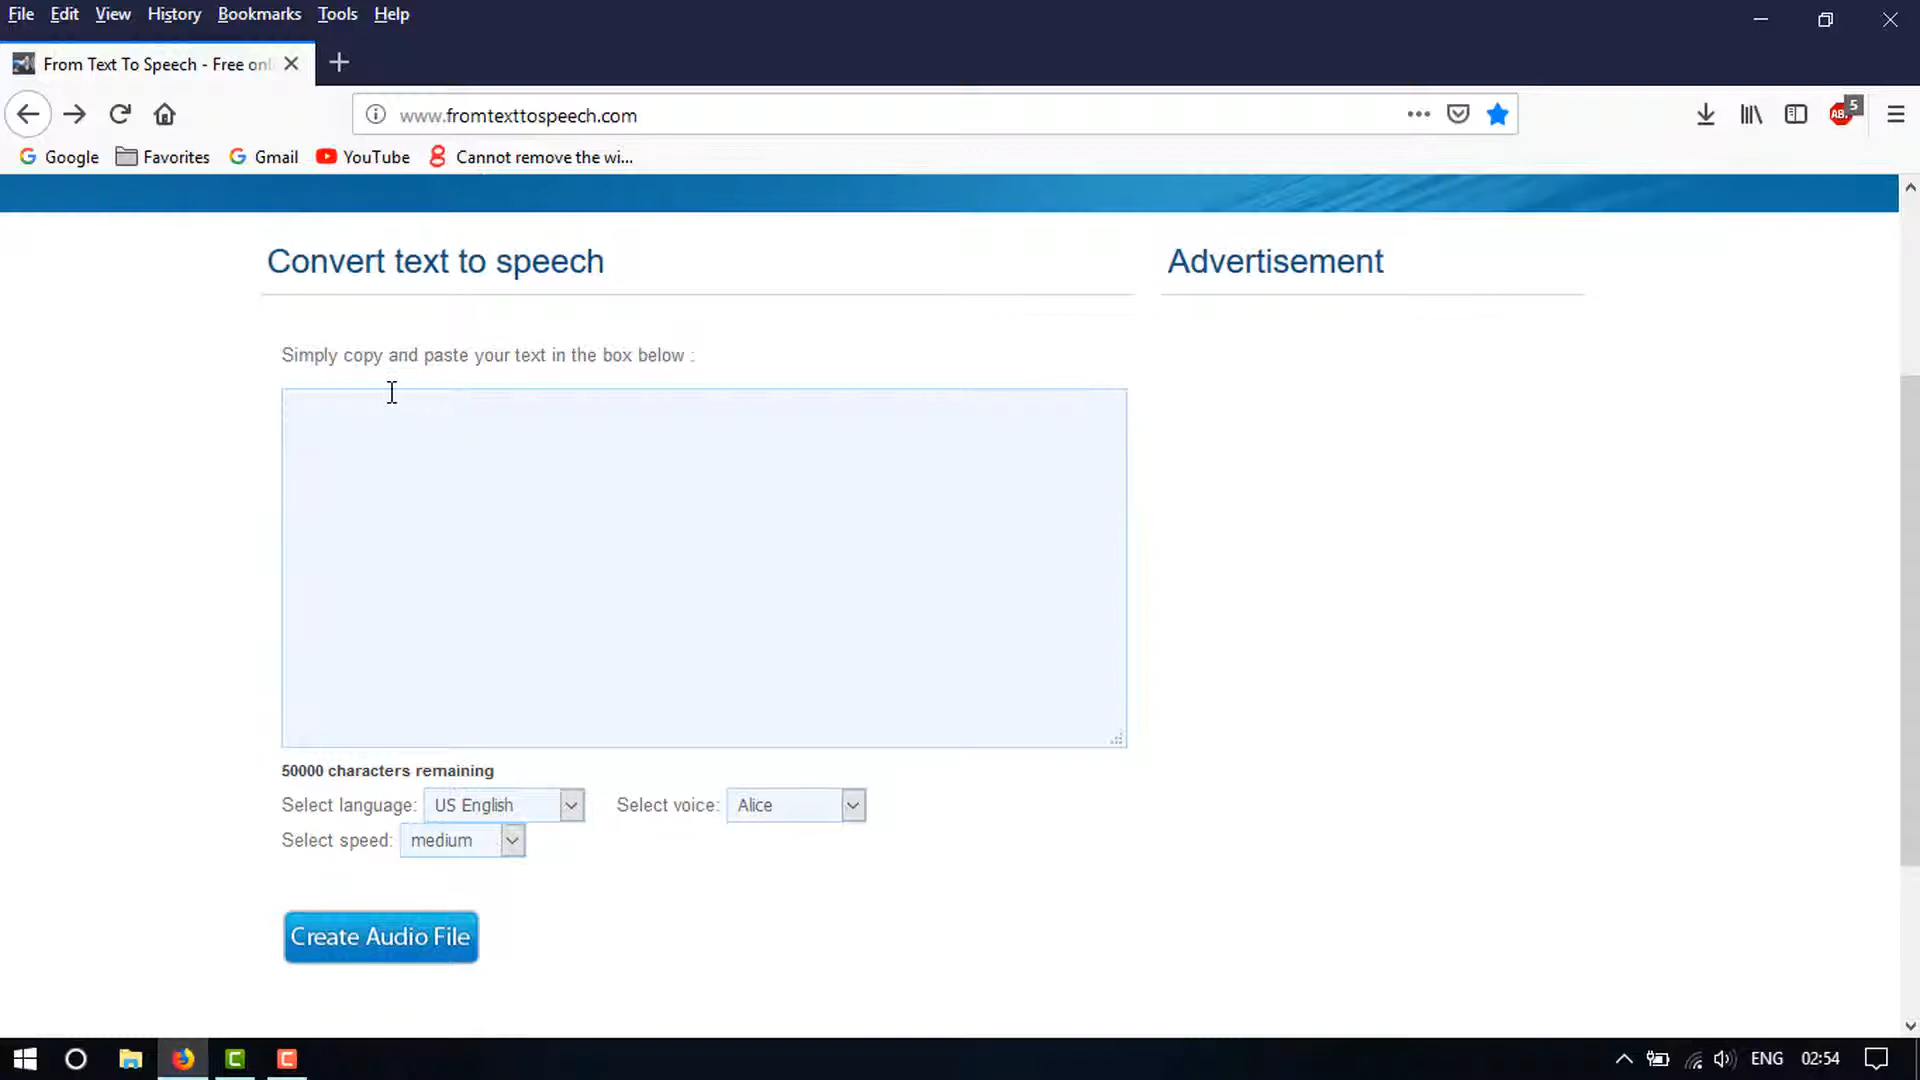 File Edit View History Bookmarks Tools Help
From Text To Speech - Free onl
www.fromtexttospeech.com
ABP 5
Google Favorites Gmail YouTube Cannot remove the wi...
Convert text to speech
Advertisement
Simply copy and paste your text in the box below :
50000 characters remaining
Select language: US English Select voice: Alice
Select speed: medium
Create Audio File
ENG 02:54